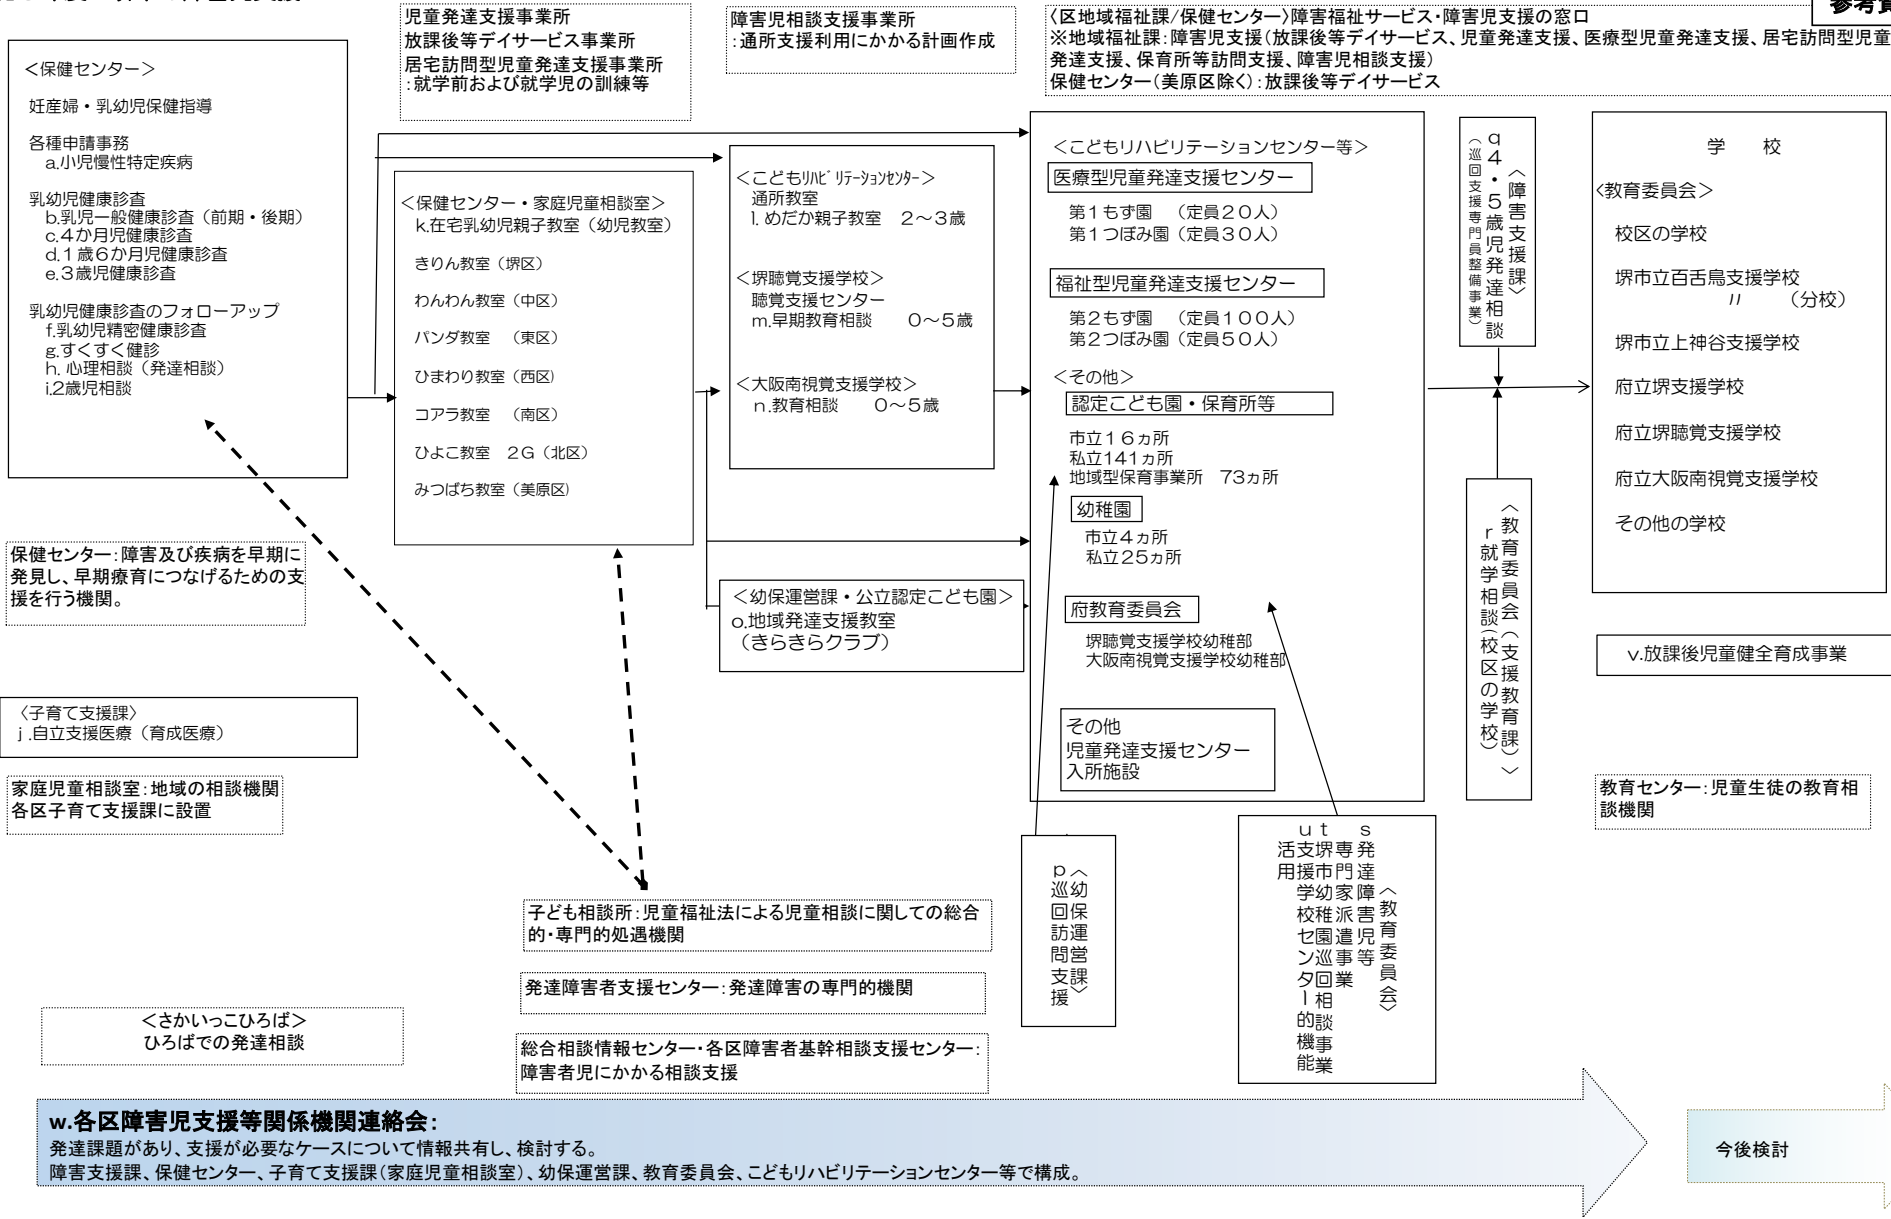 参考資
児童発達支援事業所
放課後等デイサービス事業所
居宅訪問型児童発達支援事業所
:就学前および就学児の訓練等
障害児相談支援事業所
:通所支援利用にかかる計画作成
〈区地域福祉課/保健センター〉障害福祉サービス・障害児支援の窓口
※地域福祉課:障害児支援(放課後等デイサービス、児童発達支援、医療型児童発達支援、居宅訪問型児童
発達支援、保育所等訪問支援、障害児相談支援)
保健センター(美原区除く):放課後等デイサービス
＜保健センター＞
妊産婦・乳幼児保健指導
各種申請事務
a.小児慢性特定疾病
乳幼児健康診査
b.乳児一般健康診査（前期・後期）
c.4か月児健康診査
d.1歳6か月児健康診査
e.3歳児健康診査
乳幼児健康診査のフォローアップ
f.乳幼児精密健康診査
g.すくすく健診
h.心理相談（発達相談）
i.2歳児相談
保健センター:障害及び疾病を早期に
発見し、早期療育につなげるための支
援を行う機関。
〈子育て支援課〉
j.自立支援医療（育成医療）
家庭児童相談室:地域の相談機関
各区子育て支援課に設置
＜さかいっこひろば＞
ひろばでの発達相談
＜保健センター・家庭児童相談室＞
k.在宅乳幼児親子教室（幼児教室）
きりん教室（堺区）
わんわん教室（中区）
パンダ教室　（東区）
ひまわり教室（西区）
コアラ教室　（南区）
ひよこ教室　2G（北区）
みつばち教室（美原区）
＜こどもﾘﾊﾋﾞﾘﾃｰｼｮﾝｾﾝﾀｰ＞
通所教室
l.めだか親子教室　2～3歳
＜堺聴覚支援学校＞
聴覚支援センター
m.早期教育相談　　0～5歳
＜大阪南視覚支援学校＞
n.教育相談　　0～5歳
＜幼保運営課・公立認定こども園＞
o.地域発達支援教室
（きらきらクラブ）
子ども相談所:児童福祉法による児童相談に関しての総合
的・専門的処遇機関
発達障害者支援センター:発達障害の専門的機関
総合相談情報センター・各区障害者基幹相談支援センター:
障害者児にかかる相談支援
＜こどもリハビリテーションセンター等＞
医療型児童発達支援センター
第1もず園　（定員20人）
第1つぼみ園（定員30人）
福祉型児童発達支援センター
第2もず園　（定員100人）
第2つぼみ園（定員50人）
＜その他＞
認定こども園・保育所等
市立16ヵ所
私立141ヵ所
地域型保育事業所　73ヵ所
幼稚園
市立4ヵ所
私立25ヵ所
府教育委員会
堺聴覚支援学校幼稚部
大阪南視覚支援学校幼稚部
その他
児童発達支援センター
入所施設
〈幼保運営課〉
p巡回訪問支援
〈教育委員会〉
s発達障害児等
専門家派遣事業
t堺市幼稚園巡回相談事業
u支援学校センター的機能
活用
〈障害支援課〉
q4・5歳児発達相談
（巡回支援専門員整備事業）
〈教育委員会（支援教育課）〉
r就学相談（校区の学校）
学　　校
＜教育委員会＞
校区の学校
堺市立百舌鳥支援学校
〃　　（分校）
堺市立上神谷支援学校
府立堺支援学校
府立堺聴覚支援学校
府立大阪南視覚支援学校
その他の学校
v.放課後児童健全育成事業
教育センター:児童生徒の教育相
談機関
w.各区障害児支援等関係機関連絡会:
発達課題があり、支援が必要なケースについて情報共有し、検討する。
障害支援課、保健センター、子育て支援課(家庭児童相談室)、幼保運営課、教育委員会、こどもリハビリテーションセンター等で構成。
今後検討